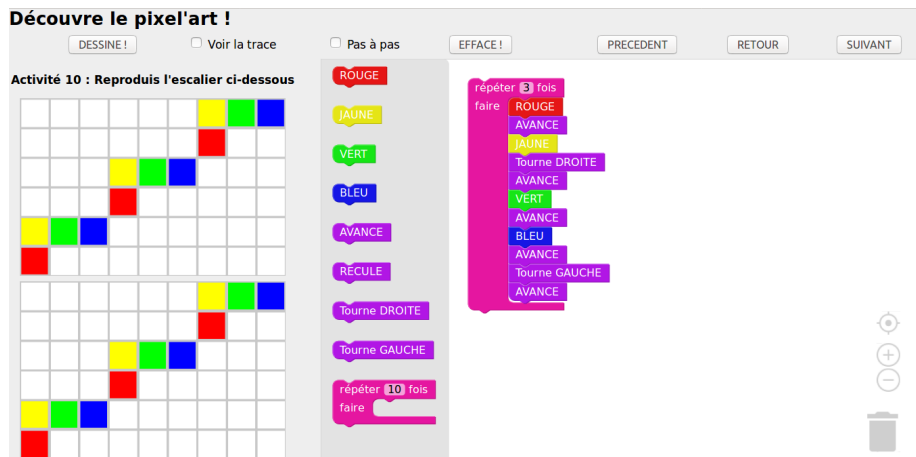 Découvre le pixel'art !
DESSINE !
Voir la trace
Pas à pas
EFFACE !
PRECEDENT
RETOUR
SUIVANT
Activité 10 : Reproduis l'escalier ci-dessous
ROUGE
JAUNE
VERT
BLEU
AVANCE
RECULE
Tourne DROITE
Tourne GAUCHE
répéter 10 fois
faire
répéter 3 fois
faire ROUGE
AVANCE
JAUNE
Tourne DROITE
AVANCE
VERT
AVANCE
BLEU
AVANCE
Tourne GAUCHE
AVANCE